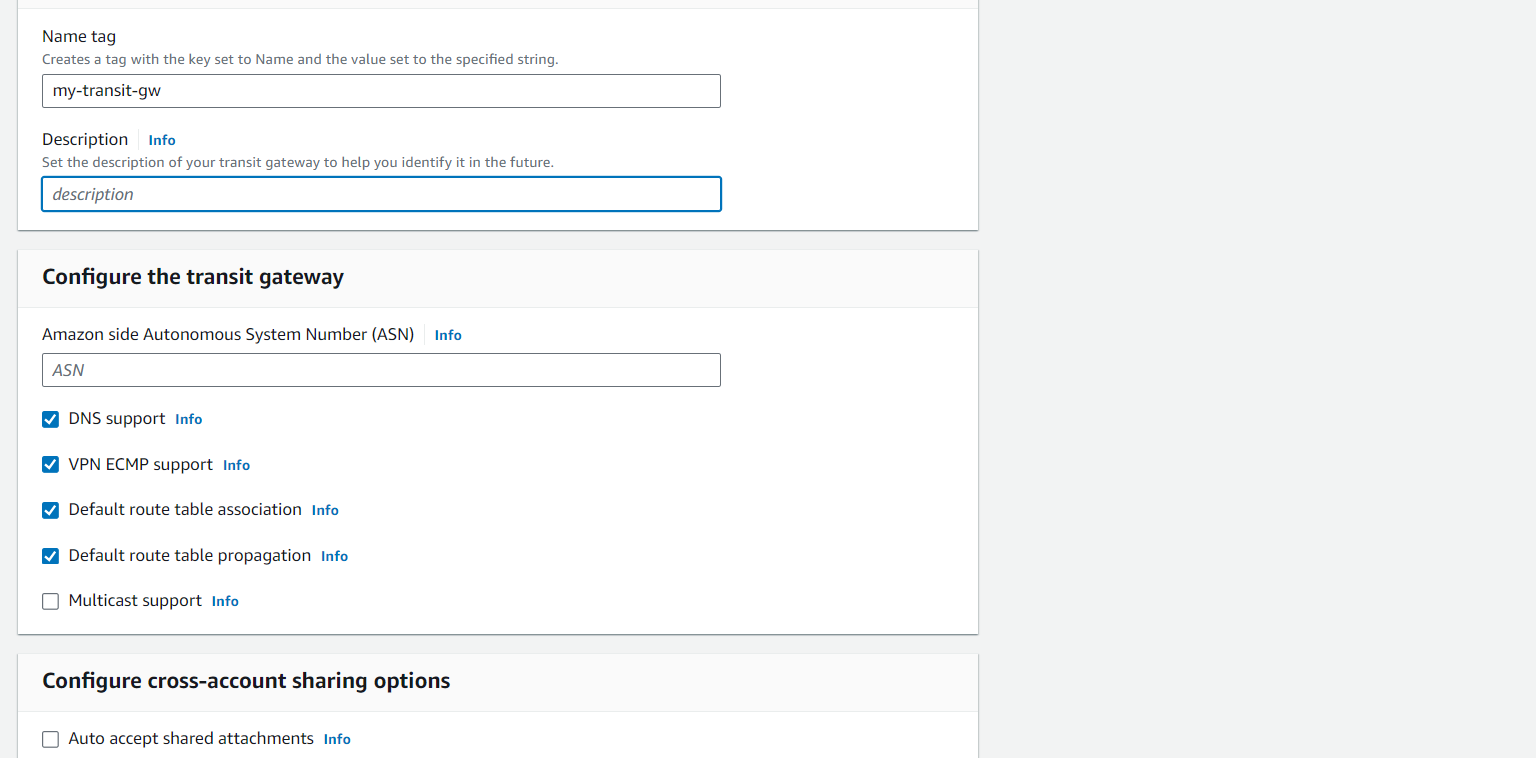 Name tag
Creates a tag with the key set to Name and the value set to the specified string.
my-transit-gw
Description Info
Set the description of your transit gateway to help you identify it in the future.
description
Configure the transit gateway
Amazon side Autonomous System Number (ASN) Info
ASN
DNS support Info
VPN ECMP support Info
Default route table association Info
Default route table propagation Info
Multicast support Info
Configure cross-account sharing options
Auto accept shared attachments Info